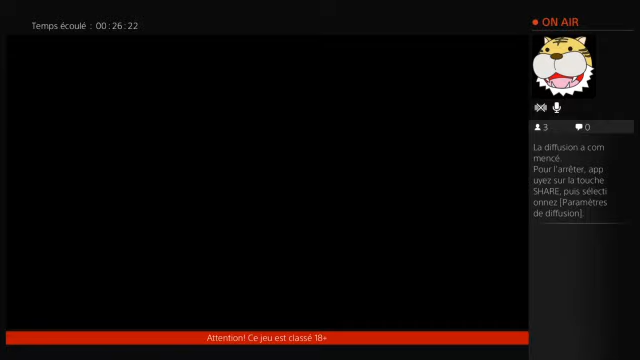 Temps écoulé : 00:26:22
ON AIR
3
0
La diffusion a com
mencé.
Pour l'arrêter, app
uyez sur la touche
SHARE, puis sélecti
onnez [Paramètres
de diffusion].
Attention! Ce jeu est classé 18+